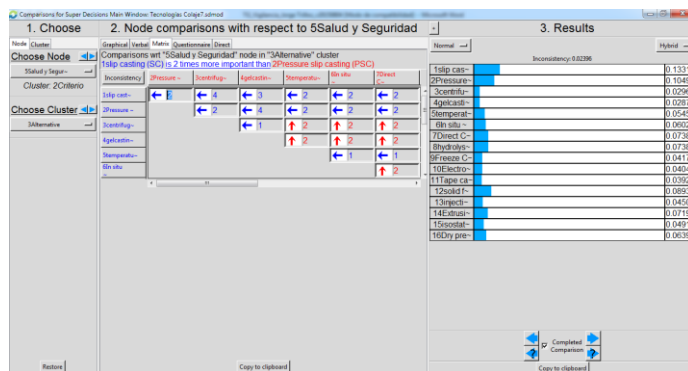 Comparisons for Super Decisions Main Window: Tecnologías ColajeT.sdmod
1. Choose
2. Node comparisons with respect to 5Salud y Seguridad
3. Results
Node Cluster
Graphical Verbal Matrix Questionnaire Direct
Normal
Hybrid
Choose Node
5Salud y Segur~
Cluster: 2Criterio
Choose Cluster
3Alternative
Comparisons wrt "5Salud y Seguridad" node in "3Alternative" cluster
1slip casting (SC) is 2 times more important than 2Pressure slip casting (PSC)
Inconsistency 2Pressure ~ 3centrifug~ 4gelcastin~ 5temperatu~ 6In situ ~ 7Direct C~
1slip cast~ 2 4 3 2 2 2
2Pressure ~ 2 4 2 2 2
3centrifug~ 1 2 2 2
4gelcastin~ 2 2 2
5temperatu~ 1 1
6In situ ~ 2
Inconsistency: 0.02396
1slip cas~ 0.1331
2Pressure~ 0.1049
3centrifu~ 0.0296
4gelcasti~ 0.0287
5temperat~ 0.0545
6In situ ~ 0.0602
7Direct C~ 0.0738
8hydrolys~ 0.0738
9Freeze C~ 0.0417
10Electro~ 0.0404
11Tape ca~ 0.0392
12solid f~ 0.0893
13injecti~ 0.0450
14Extrusi~ 0.0719
15isostat~ 0.0491
16Dry pre~ 0.0639
Completed
Comparison
Restore
Copy to clipboard
Copy to clipboard